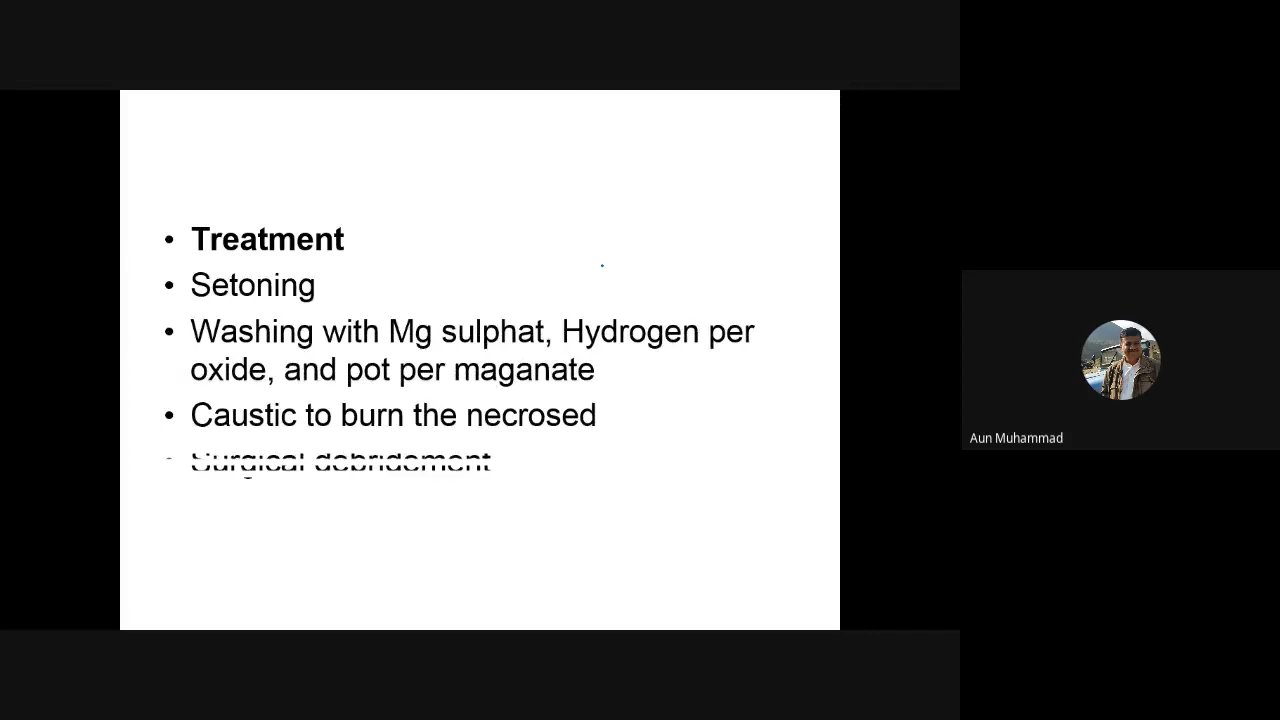 • Treatment
• Setoning
• Washing with Mg sulphat, Hydrogen per
oxide, and pot per maganate
• Caustic to burn the necrosed
• Surgical debridement
Aun Muhammad